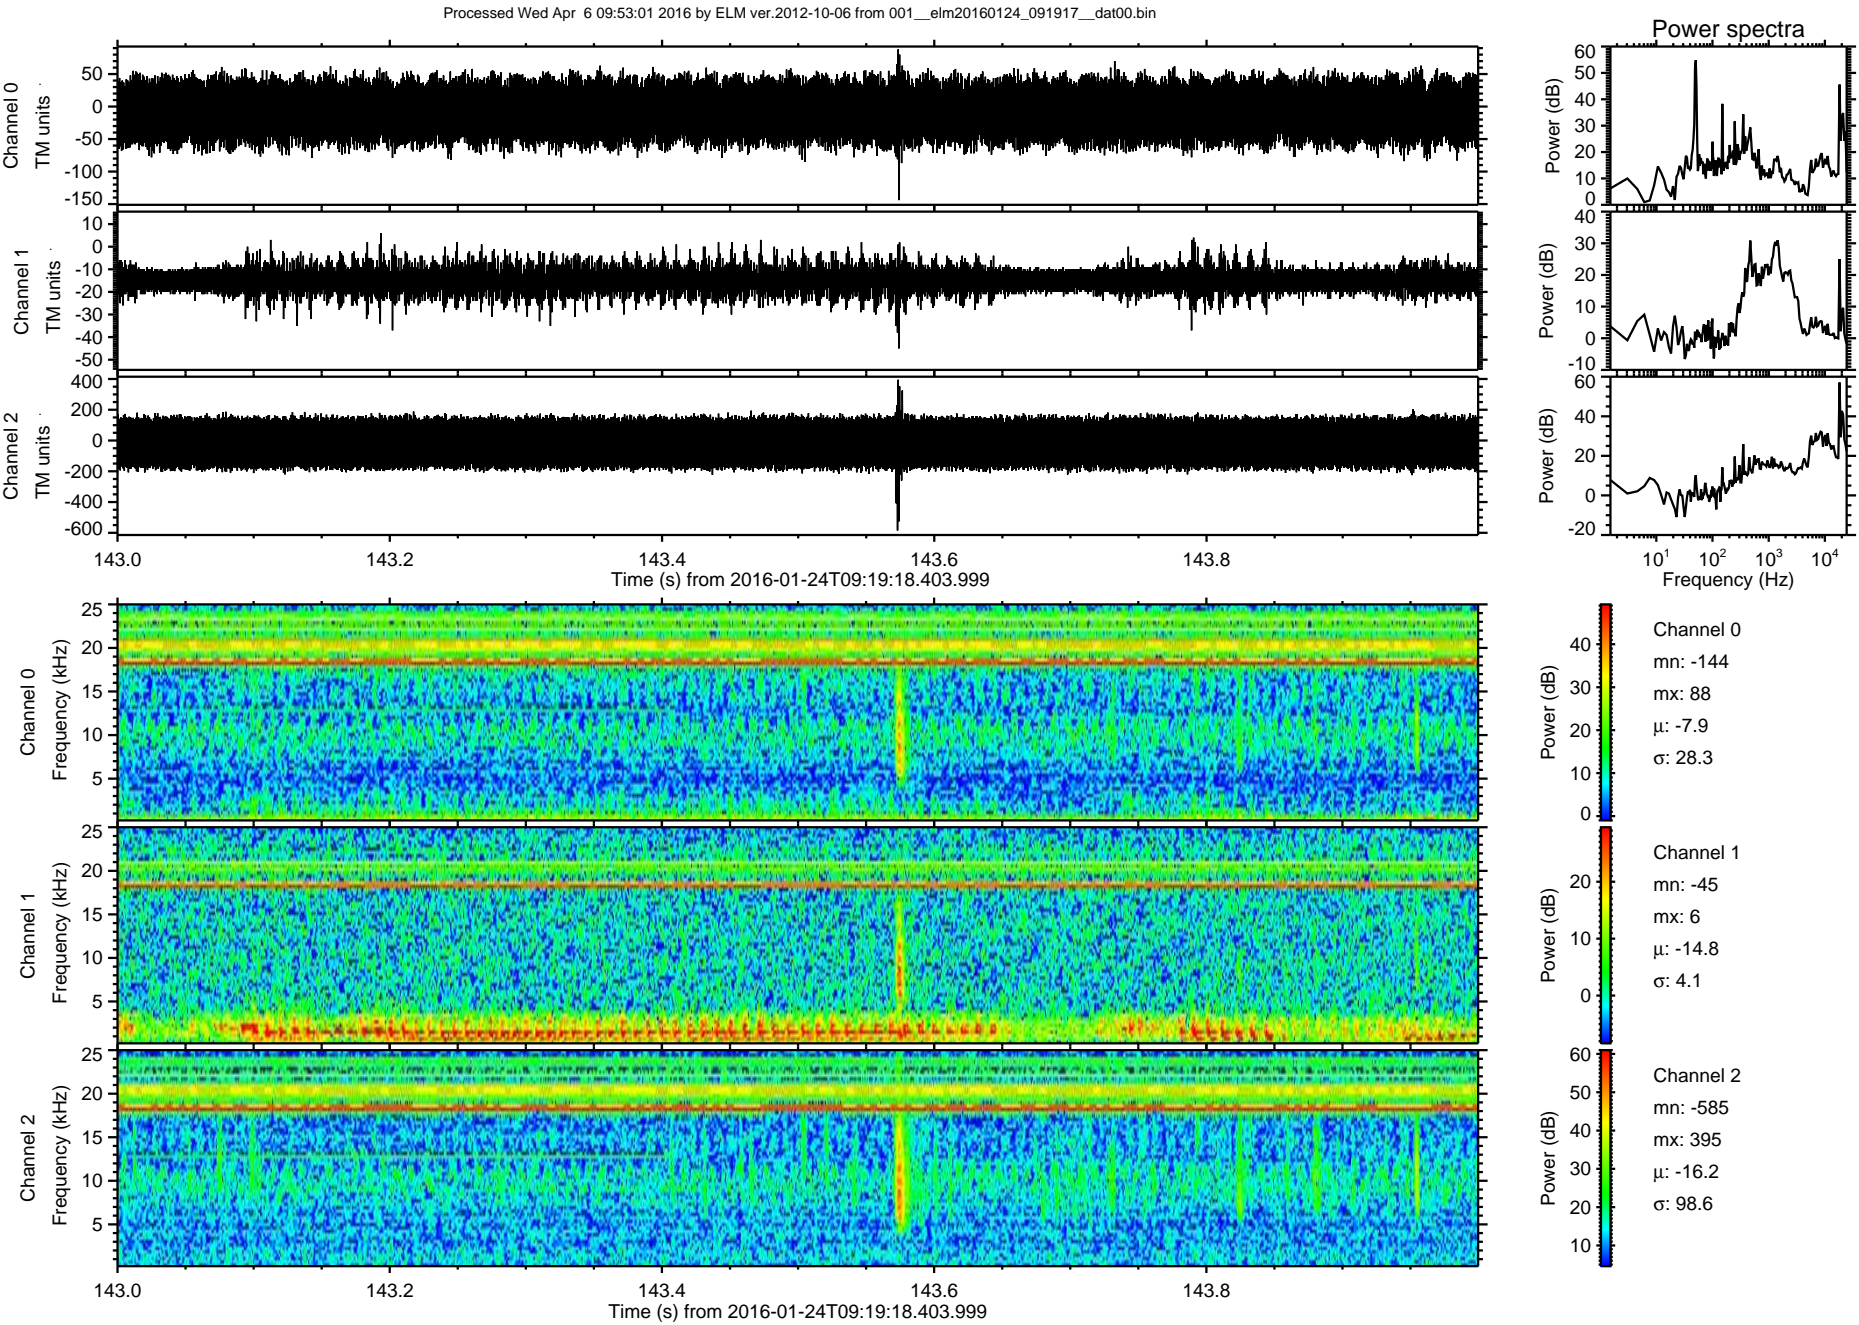 Processed Wed Apr 6 09:53:01 2016 by ELM ver.2012-10-06 from 001__elm20160124_091917__dat00.bin
Power spectra
Channel 0
TM units
50
0
-50
-100
-150
Power (dB)
60
50
40
30
20
10
0
Channel 1
TM units
10
0
-10
-20
-30
-40
-50
Power (dB)
40
30
20
10
0
-10
Channel 2
TM units
400
200
0
-200
-400
-600
Power (dB)
60
40
20
0
-20
143.0 143.2 143.4 143.6 143.8
Time (s) from 2016-01-24T09:19:18.403.999
10^1 10^2 10^3 10^4
Frequency (Hz)
Channel 0
Frequency (kHz)
25
20
15
10
5
Power (dB)
40
30
20
10
0
Channel 0
mn: -144
mx: 88
μ: -7.9
σ: 28.3
Channel 1
Frequency (kHz)
25
20
15
10
5
Power (dB)
20
10
0
Channel 1
mn: -45
mx: 6
μ: -14.8
σ: 4.1
Channel 2
Frequency (kHz)
25
20
15
10
5
Power (dB)
60
50
40
30
20
10
Channel 2
mn: -585
mx: 395
μ: -16.2
σ: 98.6
143.0 143.2 143.4 143.6 143.8
Time (s) from 2016-01-24T09:19:18.403.999